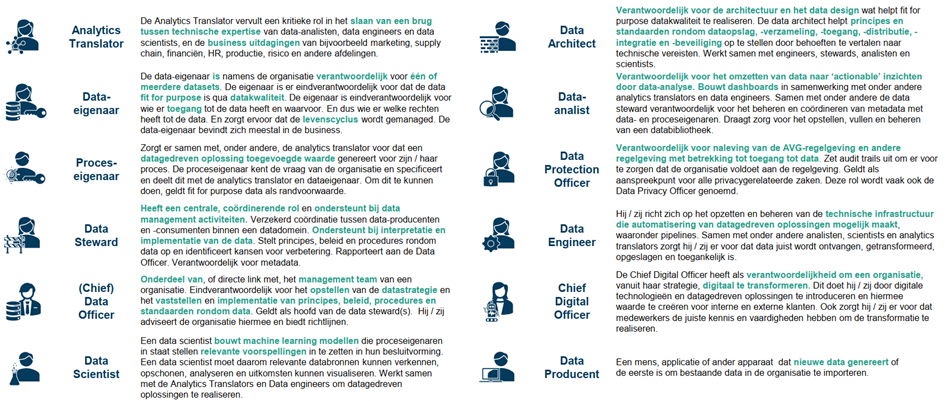 Analytics
Translator
De Analytics Translator vervult een kritieke rol in het slaan van een brug
tussen technische expertise van data-analisten, data engineers en data
scientists, en de business uitdagingen van bijvoorbeeld marketing, supply
chain, financiën, HR, productie, risico en andere afdelingen.
Data-
eigenaar
De data-eigenaar is namens de organisatie verantwoordelijk voor één of
meerdere datasets. De eigenaar is er eindverantwoordelijk voor dat de data
fit for purpose is qua datakwaliteit. De eigenaar is eindverantwoordelijk voor
wie er toegang tot de data heeft en waarvoor. En dus wie er welke rechten
heeft tot de data. En zorgt ervoor dat de levenscyclus wordt gemanaged. De
data-eigenaar bevindt zich meestal in de business.
Proces-
eigenaar
Zorgt er samen met, onder andere, de analytics translator voor dat een
datagedreven oplossing toegevoegde waarde genereert voor zijn / haar
proces. De proceseigenaar kent de vraag van de organisatie en specificeert
en deelt dit met de analytics translator en dataeigenaar. Om dit te kunnen
doen, geldt fit for purpose data als randvoorwaarde.
Data
Steward
Heeft een centrale, coördinerende rol en ondersteunt bij data
management activiteiten. Verzekerd coördinatie tussen data-producenten
en -consumenten binnen een datadomein. Ondersteunt bij interpretatie en
implementatie van de data. Stelt principes, beleid en procedures rondom
data op en identificeert kansen voor verbetering. Rapporteert aan de Data
Officer. Verantwoordelijk voor metadata.
(Chief)
Data
Officer
Onderdeel van, of directe link met, het management team van een
organisatie. Eindverantwoordelijk voor het opstellen van de datastrategie en
het vaststellen en implementatie van principes, beleid, procedures en
standaarden rondom data. Geldt als hoofd van de data steward(s). Hij / zij
adviseert de organisatie hiermee en biedt richtlijnen.
Data
Scientist
Een data scientist bouwt machine learning modellen die proceseigenaren
in staat stellen relevante voorspellingen in te zetten in hun besluitvorming.
Een data scientist moet daarom relevante databronnen kunnen verkennen,
opschonen, analyseren en uitkomsten kunnen visualiseren. Werkt samen
met de Analytics Translators en Data engineers om datagedreven
oplossingen te realiseren.
Data
Architect
Verantwoordelijk voor de architectuur en het data design wat helpt fit for
purpose datakwaliteit te realiseren. De data architect helpt principes en
standaarden rondom dataopslag, -verzameling, -toegang, -distributie, -
integratie en -beveiliging op te stellen door behoeften te vertalen naar
technische vereisten. Werkt samen met engineers, stewards, analisten en
scientists.
Data-
analist
Verantwoordelijk voor het omzetten van data naar ‘actionable’ inzichten
door data-analyse. Bouwt dashboards in samenwerking met onder andere
analytics translators en data engineers. Samen met onder andere de data
steward verantwoordelijk voor het beheren en coördineren van metadata met
data- en proceseigenaren. Draagt zorg voor het opstellen, vullen en beheren
van een databibliotheek.
Data
Protection
Officer
Verantwoordelijk voor naleving van de AVG-regelgeving en andere
regelgeving met betrekking tot toegang tot data. Zet audit trails uit om er voor
te zorgen dat de organisatie voldoet aan de regelgeving. Geldt als
aanspreekpunt voor alle privacygerelateerde zaken. Deze rol wordt vaak ook de
Data Privacy Officer genoemd.
Data
Engineer
Hij / zij richt zich op het opzetten en beheren van de technische infrastructuur
die automatisering van datagedreven oplossingen mogelijk maakt,
waaronder pipelines. Samen met onder andere analisten, scientists en analytics
translators zorgt hij / zij er voor dat data juist wordt ontvangen, getransformeerd,
opgeslagen en toegankelijk is.
Chief
Digital
Officer
De Chief Digital Officer heeft als verantwoordelijkheid om een organisatie,
vanuit haar strategie, digitaal te transformeren. Dit doet hij / zij door digitale
technologieën en datagedreven oplossingen te introduceren en hiermee
waarde te creëren voor interne en externe klanten. Ook zorgt hij / zij er voor dat
medewerkers de juiste kennis en vaardigheden hebben om de transformatie te
realiseren.
Data
Producent
Een mens, applicatie of ander apparaat dat nieuwe data genereert of
de eerste is om bestaande data in de organisatie te importeren.